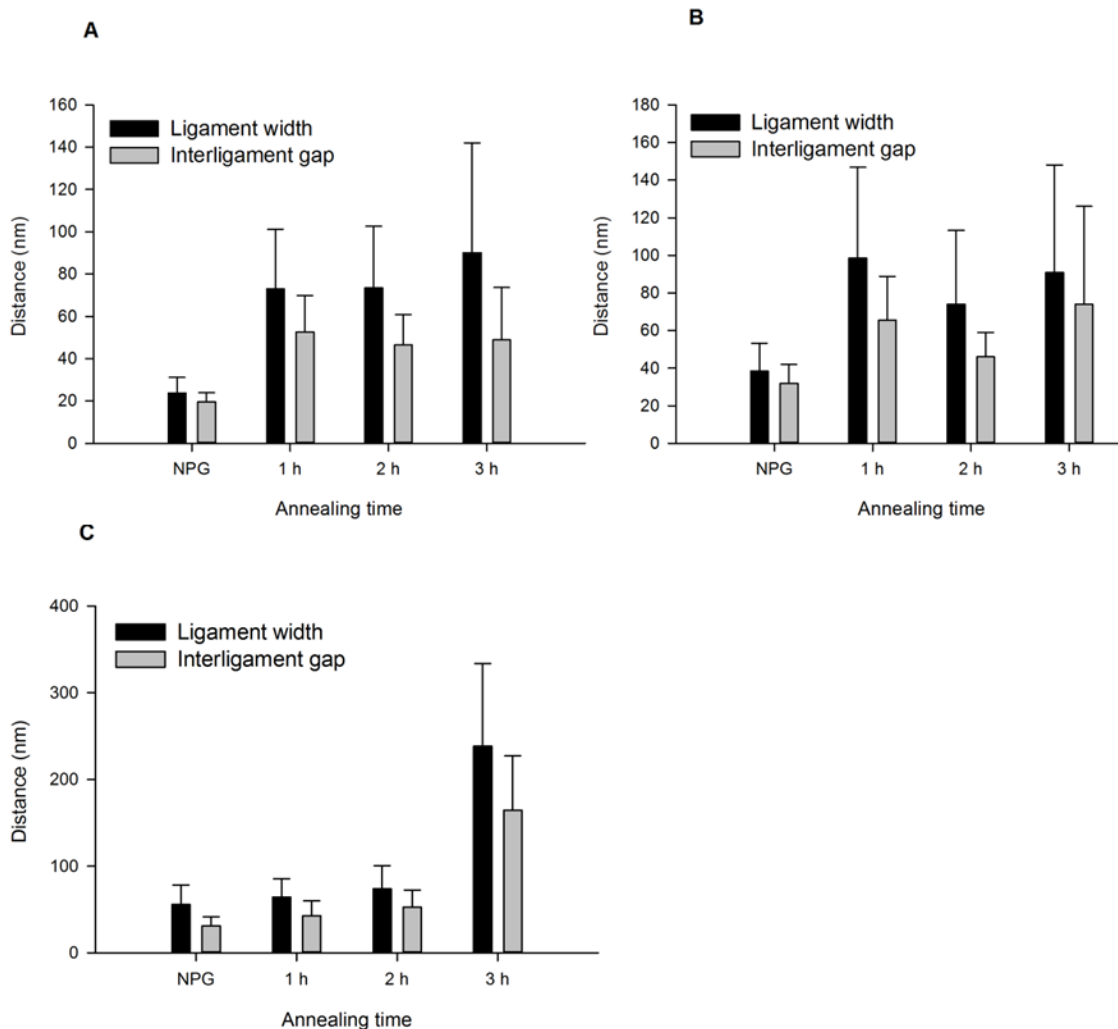 A
160
140
120
100
80
60
40
20
0
Distance (nm)
Ligament width
Interligament gap
NPG 1 h 2 h 3 h
Annealing time
B
180
160
140
120
100
80
60
40
20
0
Distance (nm)
Ligament width
Interligament gap
NPG 1 h 2 h 3 h
Annealing time
C
400
300
200
100
0
Distance (nm)
Ligament width
Interligament gap
NPG 1 h 2 h 3 h
Annealing time